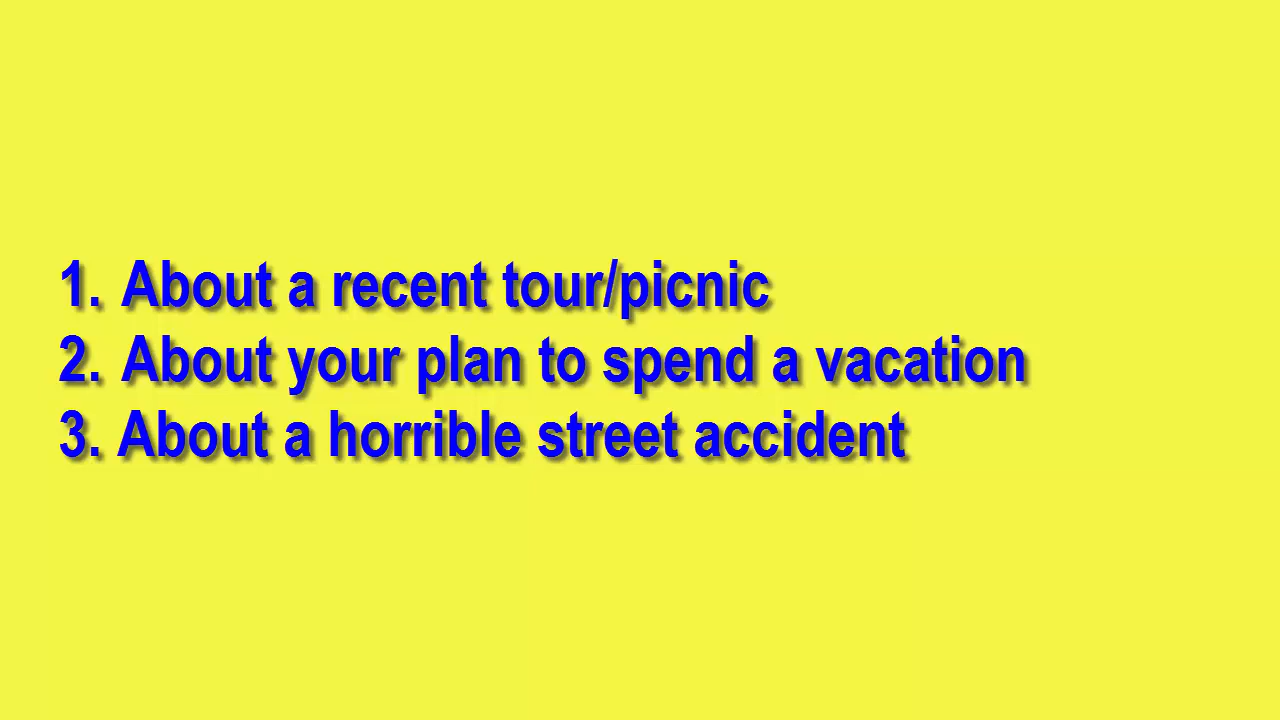 1. About a recent tour/picnic
2. About your plan to spend a vacation
3. About a horrible street accident